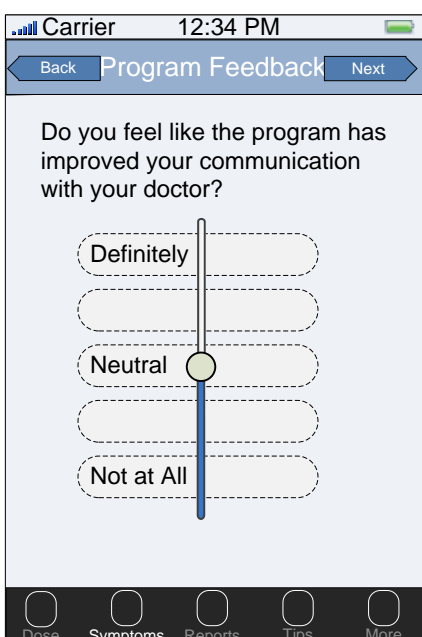 Carrier 12:34 PM
Back Program Feedback Next
Do you feel like the program has
improved your communication
with your doctor?
Definitely
Neutral
Not at All
Dose Symptoms Reports Tips More